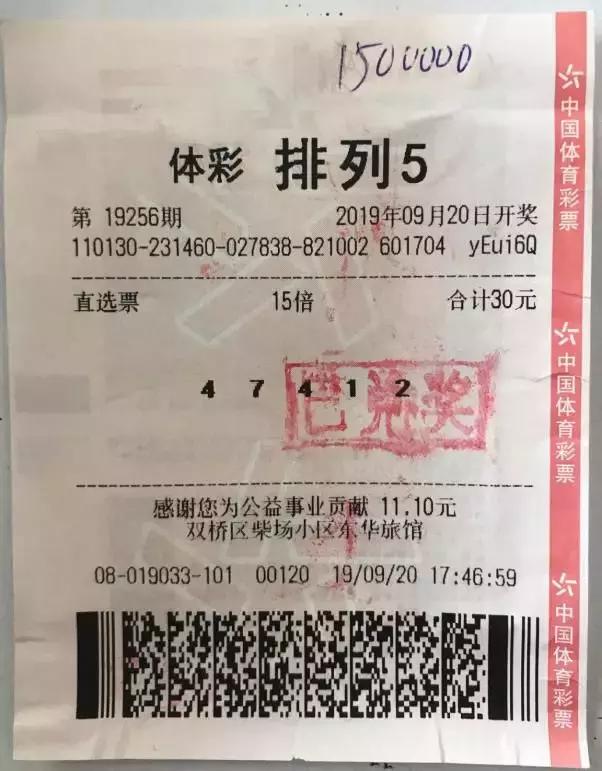 1500000
体彩 排列5
第 19256期 2019年09月20日开奖
110130-231460-027838-821002 601704 yEui6Q
直选票 15倍 合计30元
4 7 4 1 2
已兑奖
感谢您为公益事业贡献 11.10元
双桥区柴场小区东华旅馆
08-019033-101 00120 19/09/20 17:46:59
中国体育彩票
中国体育彩票
中国体育彩票